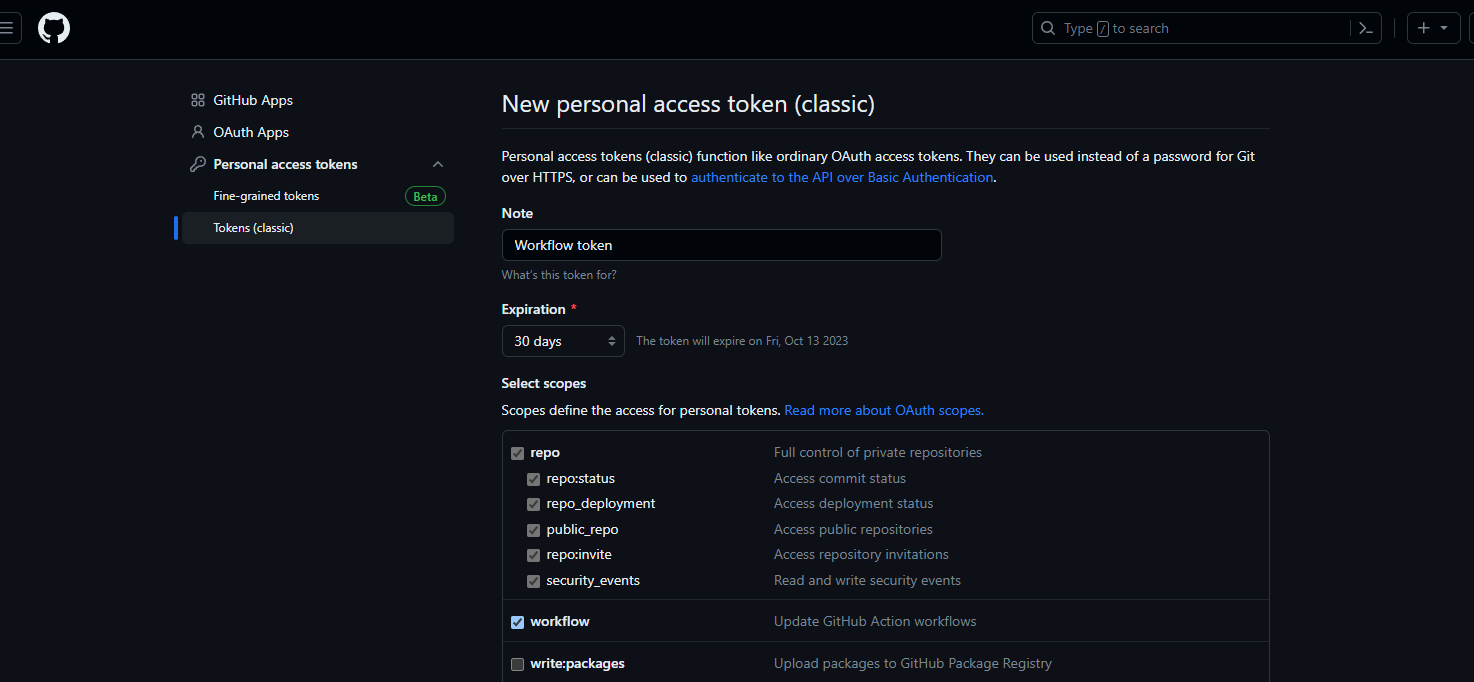 Type / to search
GitHub Apps
OAuth Apps
Personal access tokens
Fine-grained tokens Beta
Tokens (classic)
New personal access token (classic)
Personal access tokens (classic) function like ordinary OAuth access tokens. They can be used instead of a password for Git
over HTTPS, or can be used to authenticate to the API over Basic Authentication.
Note
Workflow token
What's this token for?
Expiration *
30 days The token will expire on Fri, Oct 13 2023
Select scopes
Scopes define the access for personal tokens. Read more about OAuth scopes.
repo Full control of private repositories
repo:status Access commit status
repo_deployment Access deployment status
public_repo Access public repositories
repo:invite Access repository invitations
security_events Read and write security events
workflow Update GitHub Action workflows
write:packages Upload packages to GitHub Package Registry